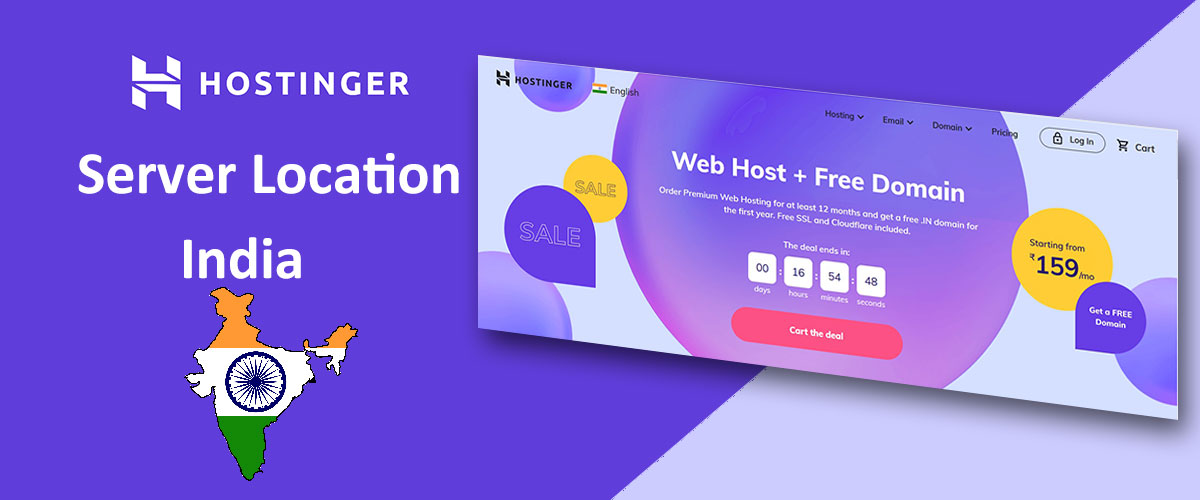 HOSTINGER
Server Location
India
HOSTINGER
English
Hosting
Email
Domain
Pricing
Log In
Cart
SALE
SALE
Web Host + Free Domain
Order Premium Web Hosting for at least 12 months and get a free .IN domain for
the first year. Free SSL and Cloudflare included.
The deal ends in:
00 : 16 : 54 : 48
days hours minutes seconds
Cart the deal
Starting from
₹159/mo
Get a FREE
Domain